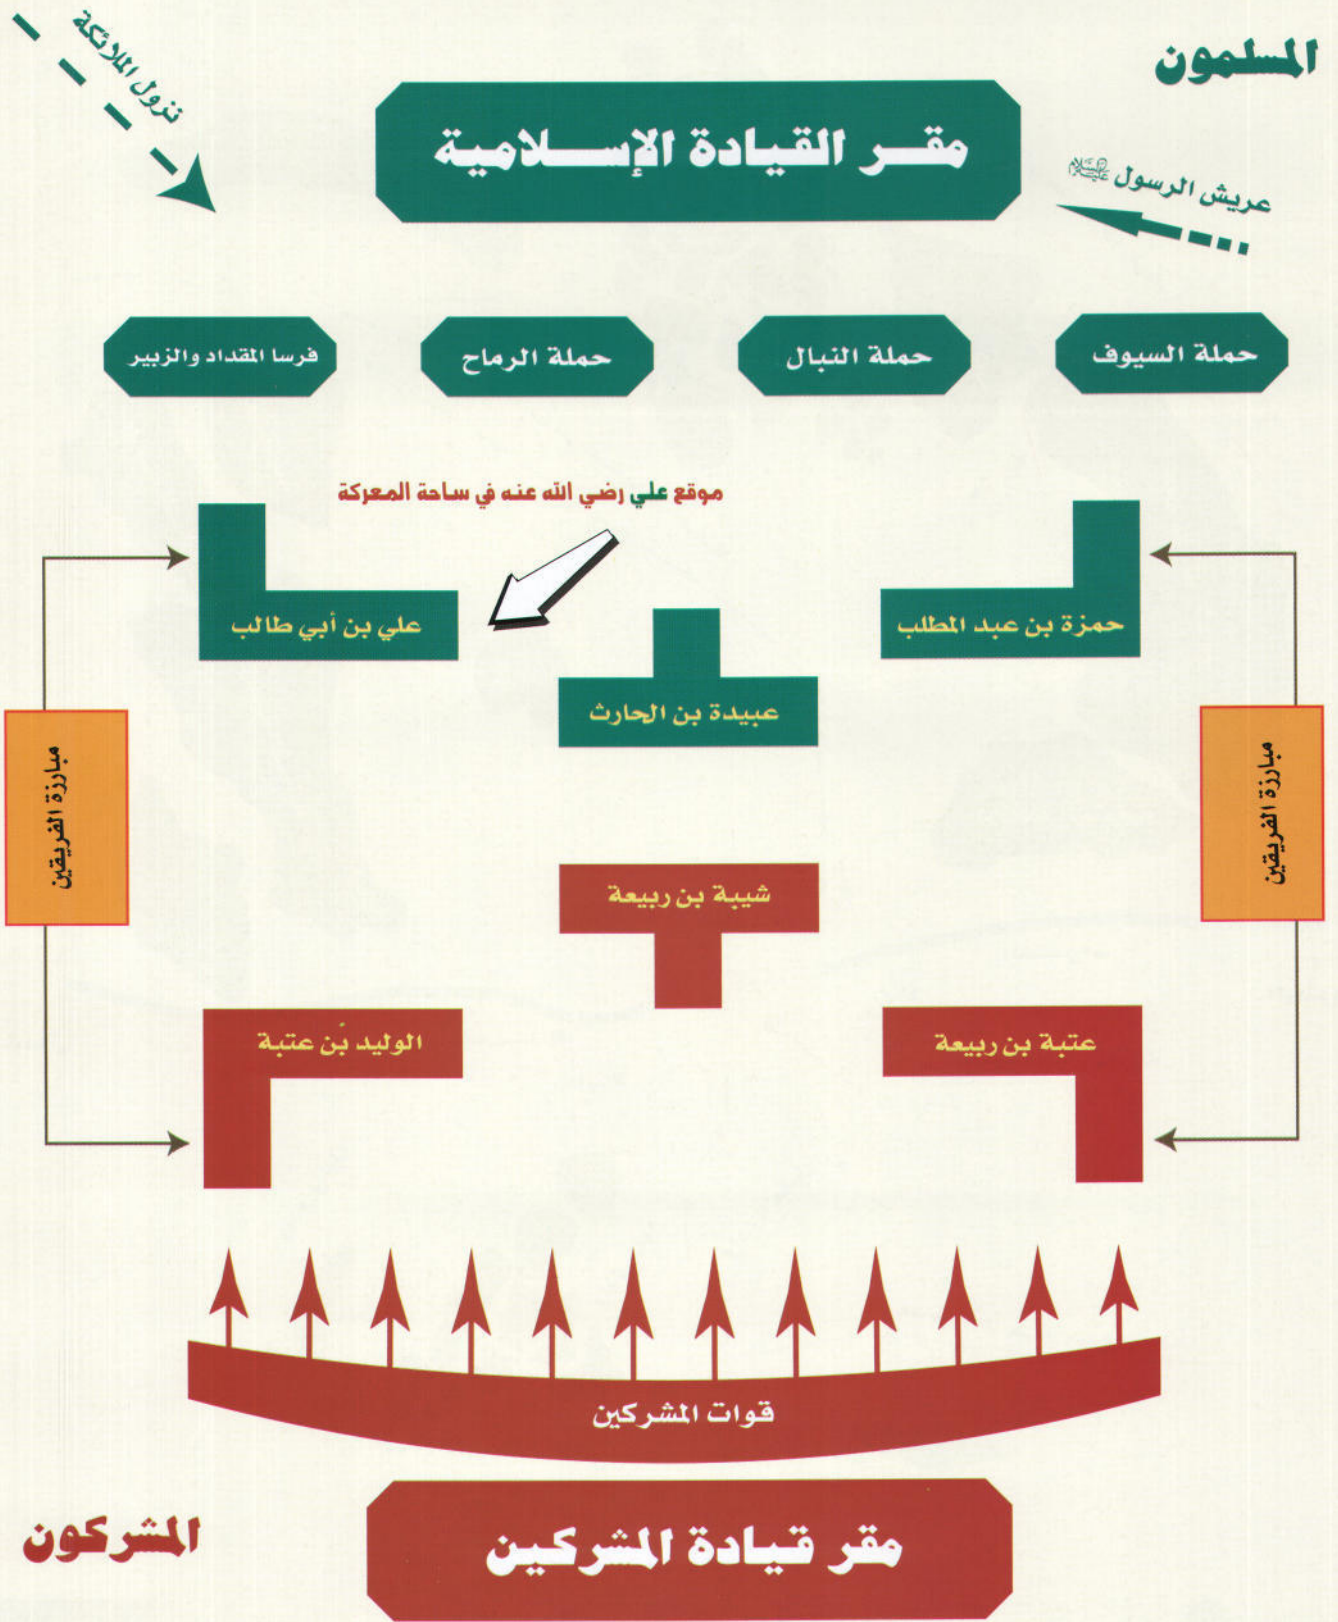 المسلمون
نزول الملائكة
مقر القيادة الإسلامية
عريش الرسول ﷺ
حملة السيوف
حملة النبال
حملة الرماح
فرسا المقداد والزبير
موقع علي رضي الله عنه في ساحة المعركة
حمزة بن عبد المطلب
علي بن أبي طالب
عبيدة بن الحارث
مبارزة الفريقين
مبارزة الفريقين
شيبة بن ربيعة
عتبة بن ربيعة
الوليد بن عتبة
قوات المشركين
مقر قيادة المشركين
المشركون